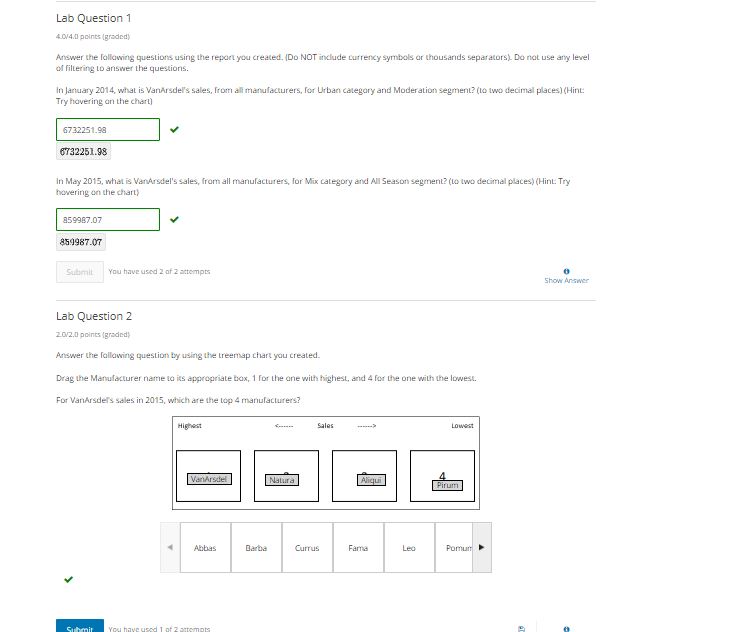 Lab Question 1
4.0/4.0 points (graded)
Answer the following questions using the report you created. (Do NOT include currency symbols or thousands separators). Do not use any level
of filtering to answer the questions.
In January 2014, what is VanArsdel's sales, from all manufacturers, for Urban category and Moderation segment? (to two decimal places) (Hint:
Try hovering on the chart)
6732251.98
6732251.98
In May 2015, what is VanArsdel's sales, from all manufacturers, for Mix category and All Season segment? (to two decimal places) (Hint: Try
hovering on the chart)
859987.07
859987.07
Submit You have used 2 of 2 attempts
Show Answer
Lab Question 2
2.0/2.0 points (graded)
Answer the following question by using the treemap chart you created.
Drag the Manufacturer name to its appropriate box, 1 for the one with highest, and 4 for the one with the lowest.
For VanArsdel's sales in 2015, which are the top 4 manufacturers?
Highest <------ Sales ------> Lowest
4
VanArsdel Natura Aliqui Pirum
Abbas Barba Currus Fama Leo Pomum
Submit You have used 1 of 2 attempts